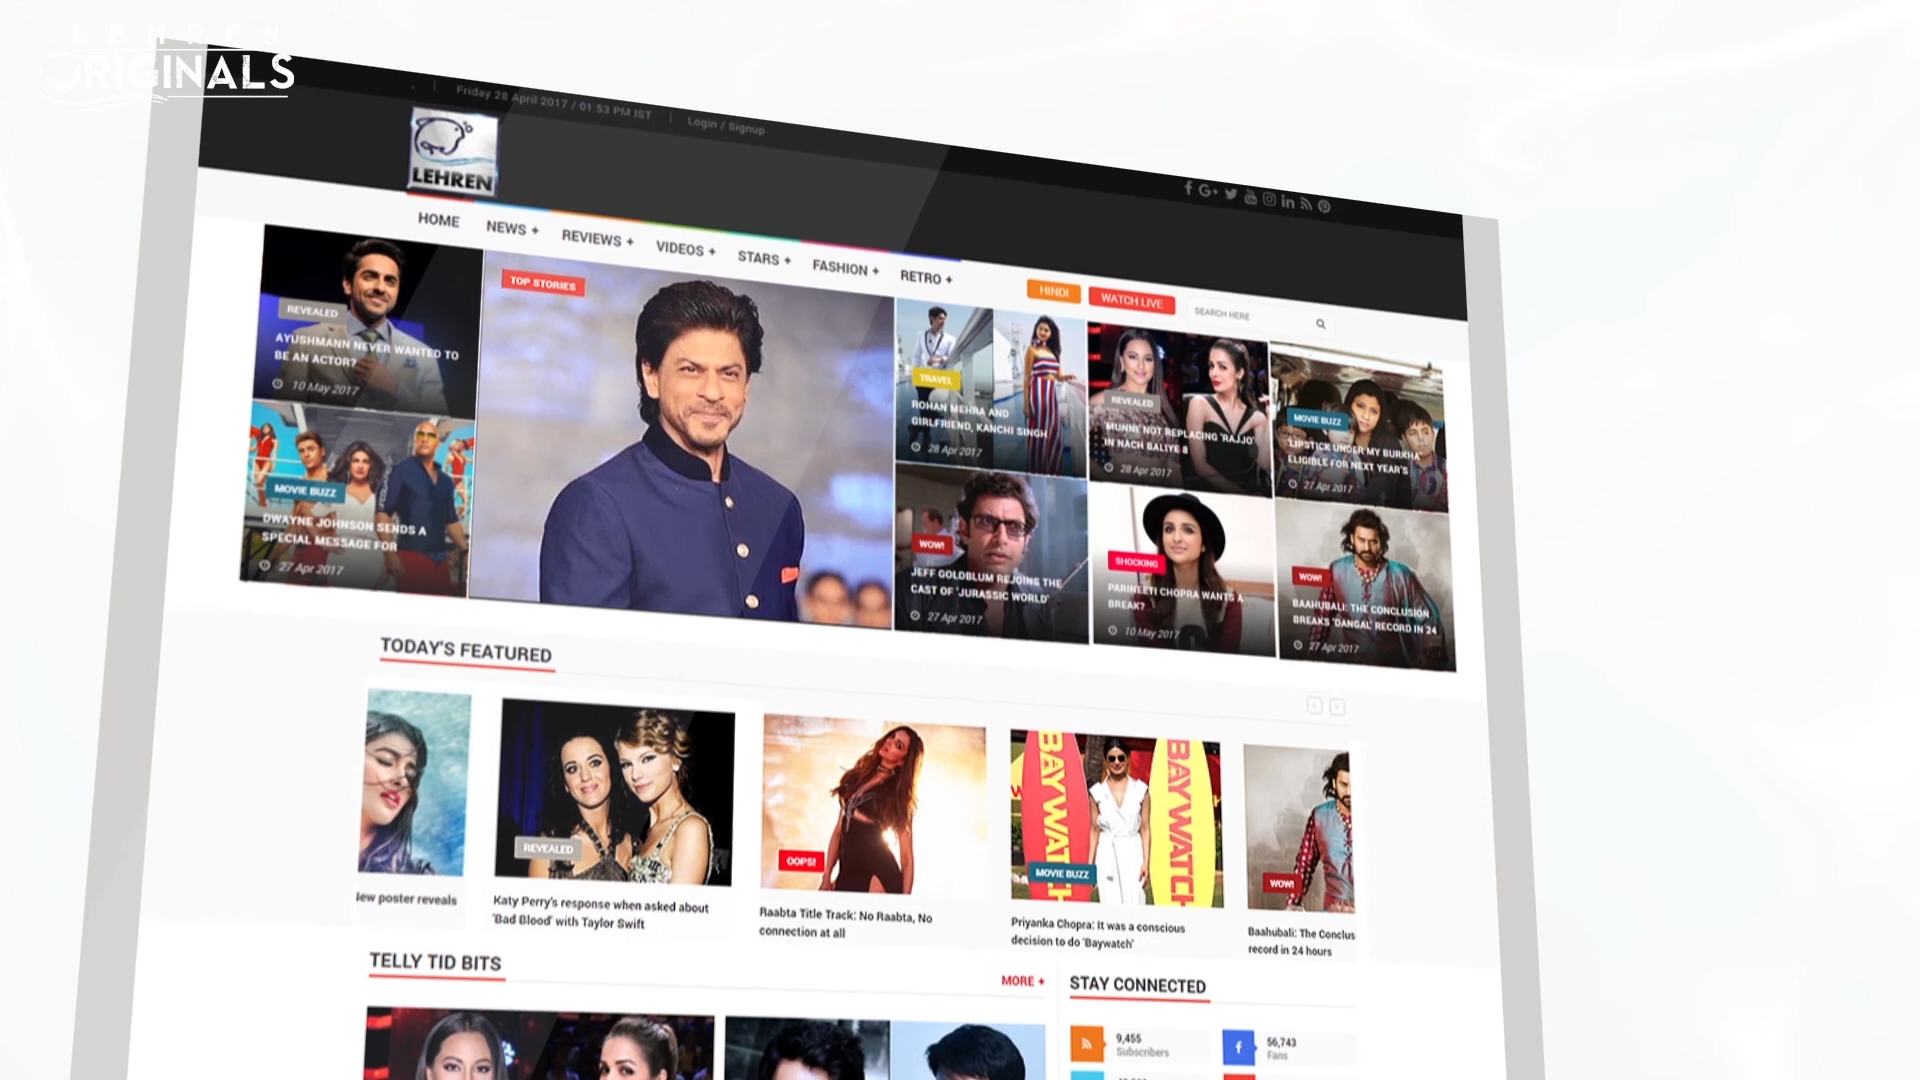 LEHREN
ORIGINALS
Friday 28 April 2017 / 01:53 PM IST
Login / Signup
LEHREN
HOME
NEWS +
REVIEWS +
VIDEOS +
STARS +
FASHION +
RETRO +
HINDI
WATCH LIVE
SEARCH HERE
REVEALED
AYUSHMANN NEVER WANTED TO
BE AN ACTOR?
10 May 2017
MOVIE BUZZ
DWAYNE JOHNSON SENDS A
SPECIAL MESSAGE FOR
27 Apr 2017
TOP STORIES
TRAVEL
ROHAN MEHRA AND
GIRLFRIEND, KANCHI SINGH
28 Apr 2017
REVEALED
'MUNNI' NOT REPLACING 'RAJJO'
IN NACH BALIYE 8
28 Apr 2017
MOVIE BUZZ
'LIPSTICK UNDER MY BURKHA'
ELIGIBLE FOR NEXT YEAR'S
27 Apr 2017
WOW!
JEFF GOLDBLUM REJOINS THE
CAST OF 'JURASSIC WORLD'
27 Apr 2017
SHOCKING
PARINEETI CHOPRA WANTS A
BREAK?
10 May 2017
WOW!
BAAHUBALI: THE CONCLUSION
BREAKS 'DANGAL' RECORD IN 24
27 Apr 2017
TODAY'S FEATURED
New poster reveals
REVEALED
Katy Perry's response when asked about
'Bad Blood' with Taylor Swift
OOPS!
Raabta Title Track: No Raabta, No
connection at all
BAYWATCH
BAYWATCH
MOVIE BUZZ
Priyanka Chopra: It was a conscious
decision to do 'Baywatch'
WOW!
Baahubali: The Conclus
record in 24 hours
TELLY TID BITS
MORE +
STAY CONNECTED
9,455
Subscribers
56,743
Fans